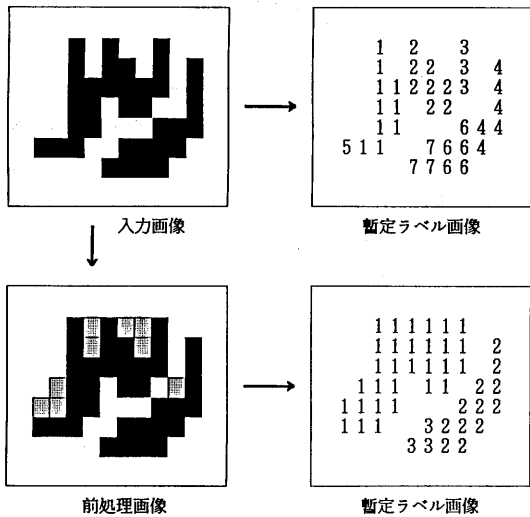 1 2 3
1 2 2 3 4
1 1 2 2 2 3 4
1 1 2 2 4
1 1 6 4 4
5 1 1 7 6 6 4
7 7 6 6
入力画像
暫定ラベル画像
1 1 1 1 1 1
1 1 1 1 1 1 2
1 1 1 1 1 1 2
1 1 1 1 1 2 2
1 1 1 1 2 2 2
1 1 1 3 2 2 2
3 3 2 2
前処理画像
暫定ラベル画像